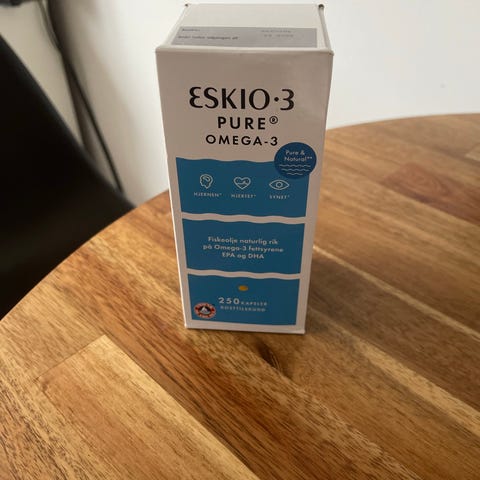 ESKIO·3
PURE®
OMEGA-3
Pure &
Natural**
HJERNEN*
HJERTET*
SYNET*
Fiskeolje naturlig rik
på Omega-3 fettsyrene
EPA og DHA
250 KAPSLER
KOSTTILSKUDD